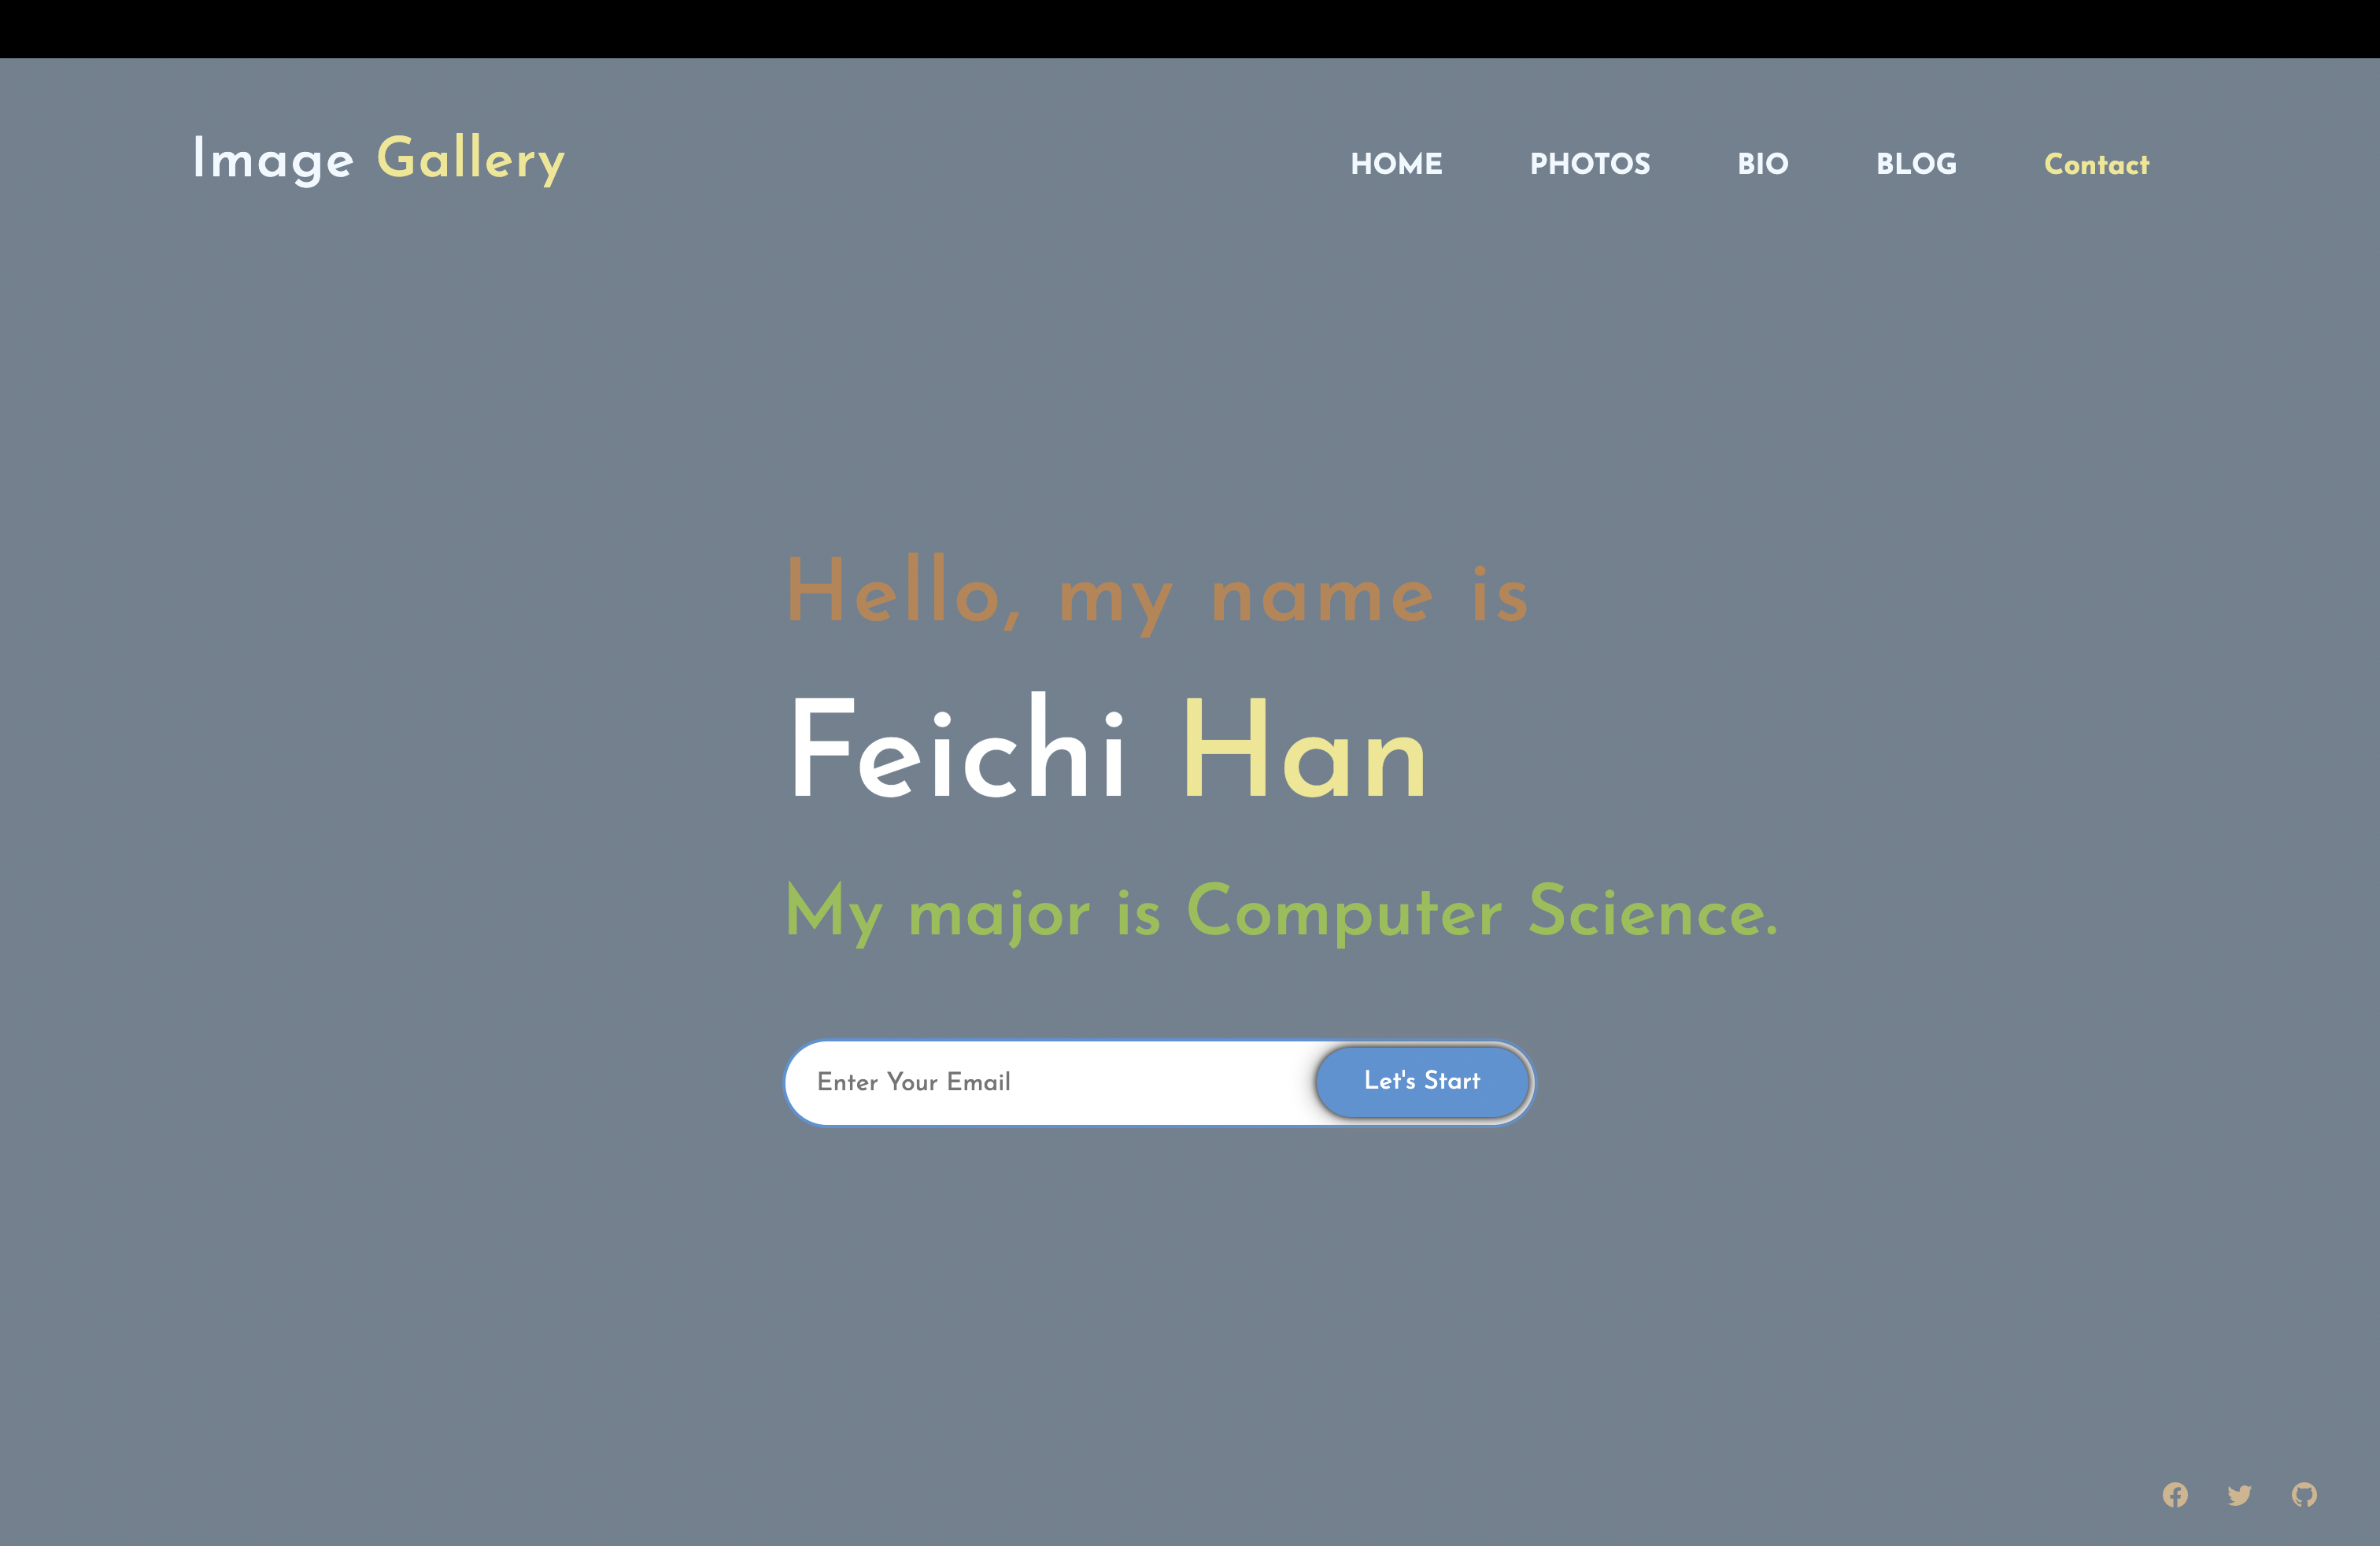 Image Gallery
HOME PHOTOS BIO BLOG Contact
Hello, my name is
Feichi Han
My major is Computer Science.
Enter Your Email
Let's Start